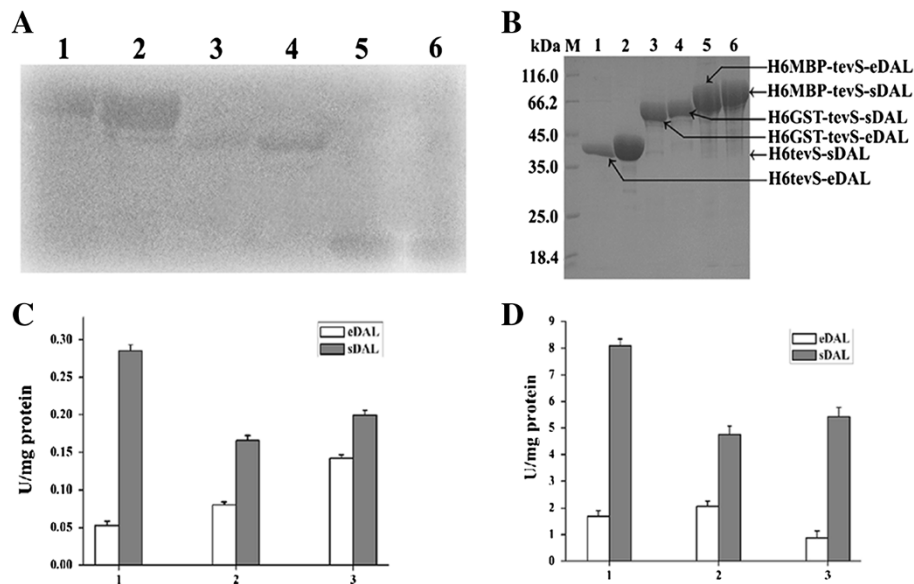 A
1 2 3 4 5 6
B
kDa M 1 2 3 4 5 6
116.0
66.2
45.0
35.0
25.0
18.4
H6MBP-tevS-eDAL
H6MBP-tevS-sDAL
H6GST-tevS-sDAL
H6GST-tevS-eDAL
H6tevS-sDAL
H6tevS-eDAL
C
U/mg protein
0.30
0.25
0.20
0.15
0.10
0.05
0.00
eDAL
sDAL
1 2 3
D
U/mg protein
9
8
7
6
5
4
3
2
1
0
eDAL
sDAL
1 2 3